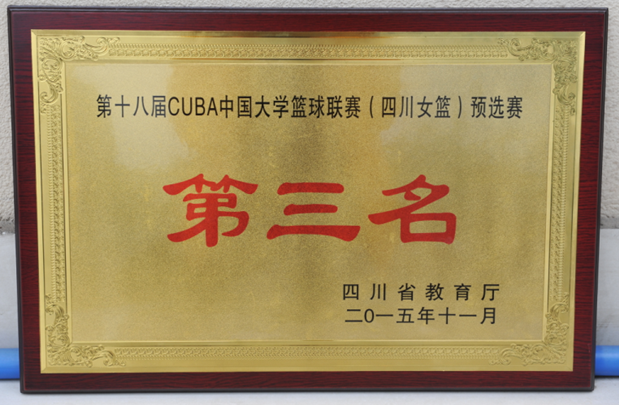 第十八届CUBA中国大学篮球联赛（四川女篮）预选赛
第三名
四川省教育厅
二0一五年十一月